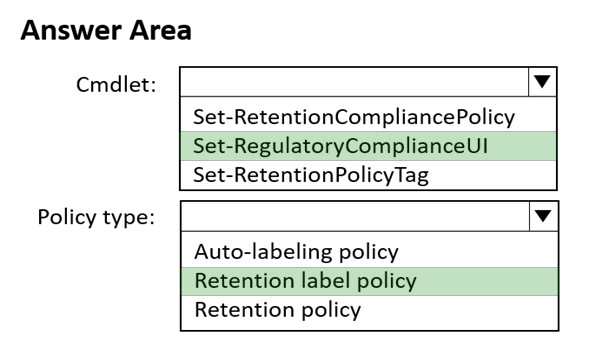 Answer Area
Cmdlet:
Set-RetentionCompliancePolicy
Set-RegulatoryComplianceUI
Set-RetentionPolicyTag
Policy type:
Auto-labeling policy
Retention label policy
Retention policy